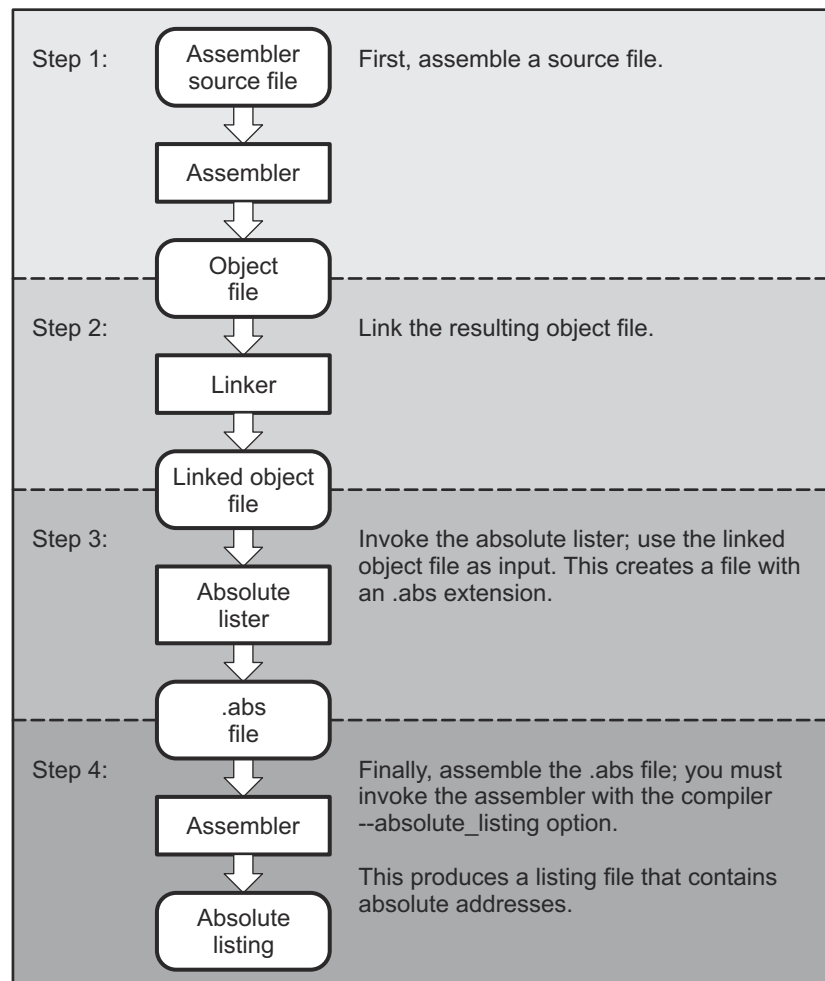 Step 1:
Assembler
source file
First, assemble a source file.
Assembler
Object
file
Step 2:
Link the resulting object file.
Linker
Linked object
file
Step 3:
Invoke the absolute lister; use the linked
object file as input. This creates a file with
an .abs extension.
Absolute
lister
.abs
file
Step 4:
Finally, assemble the .abs file; you must
invoke the assembler with the compiler
--absolute_listing option.
Assembler
This produces a listing file that contains
absolute addresses.
Absolute
listing